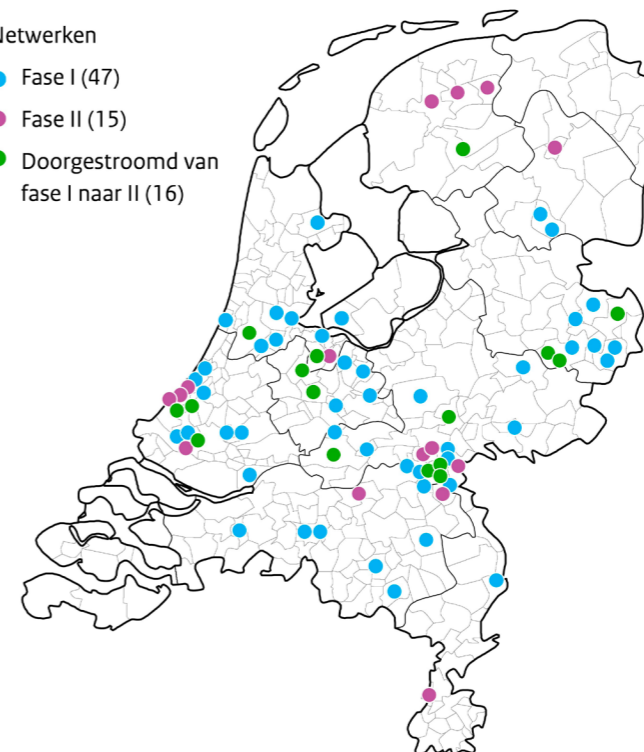 Netwerken
Fase I (47)
Fase II (15)
Doorgestroomd van
fase I naar II (16)